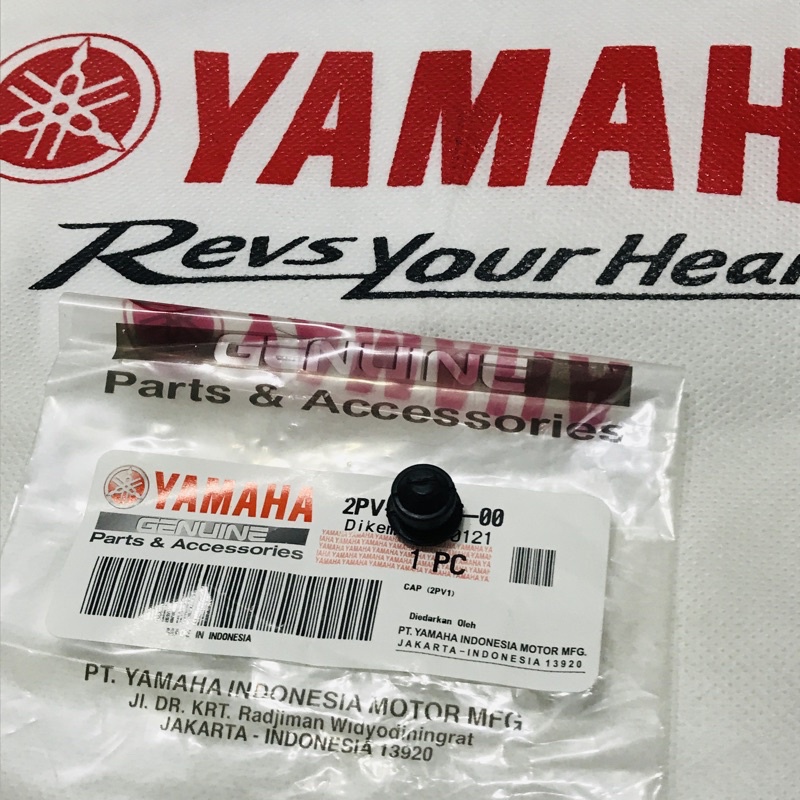 YAMAH
Revs Your Hear
GENUINE
Parts & Accessories
YAMAHA
GENUINE
Parts & Accessories
2PV -00
0121
1 PC
CAP (2PV1)
MADE IN INDONESIA
Diedarkan Oleh
PT. YAMAHA INDONESIA MOTOR MFG.
JAKARTA - INDONESIA 13920
PT. YAMAHA INDONESIA MOTOR MFG
Jl. DR. KRT. Radjiman Widyodiningrat
JAKARTA - INDONESIA 13920